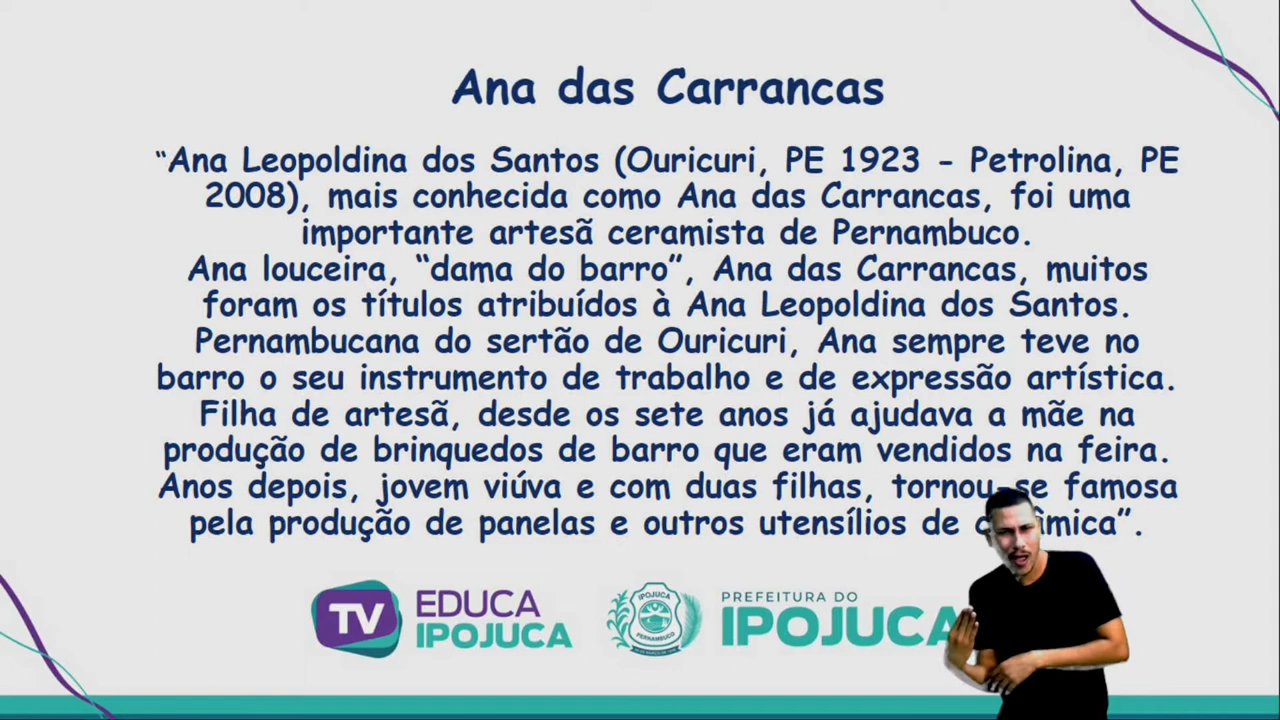 Ana das Carrancas
“Ana Leopoldina dos Santos (Ouricuri, PE 1923 - Petrolina, PE
2008), mais conhecida como Ana das Carrancas, foi uma
importante artesã ceramista de Pernambuco.
Ana louceira, “dama do barro”, Ana das Carrancas, muitos
foram os títulos atribuídos à Ana Leopoldina dos Santos.
Pernambucana do sertão de Ouricuri, Ana sempre teve no
barro o seu instrumento de trabalho e de expressão artística.
Filha de artesã, desde os sete anos já ajudava a mãe na
produção de brinquedos de barro que eram vendidos na feira.
Anos depois, jovem viúva e com duas filhas, tornou-se famosa
pela produção de panelas e outros utensílios de
TV EDUCA
IPOJUCA
IPOJUCA
PERNAMBUCO
PREFEITURA DO
IPOJUCA